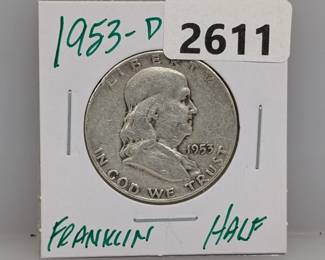 1953-D
2611
LIBERTY
1953
IN GOD WE TRUST
FRANKLIN HALF